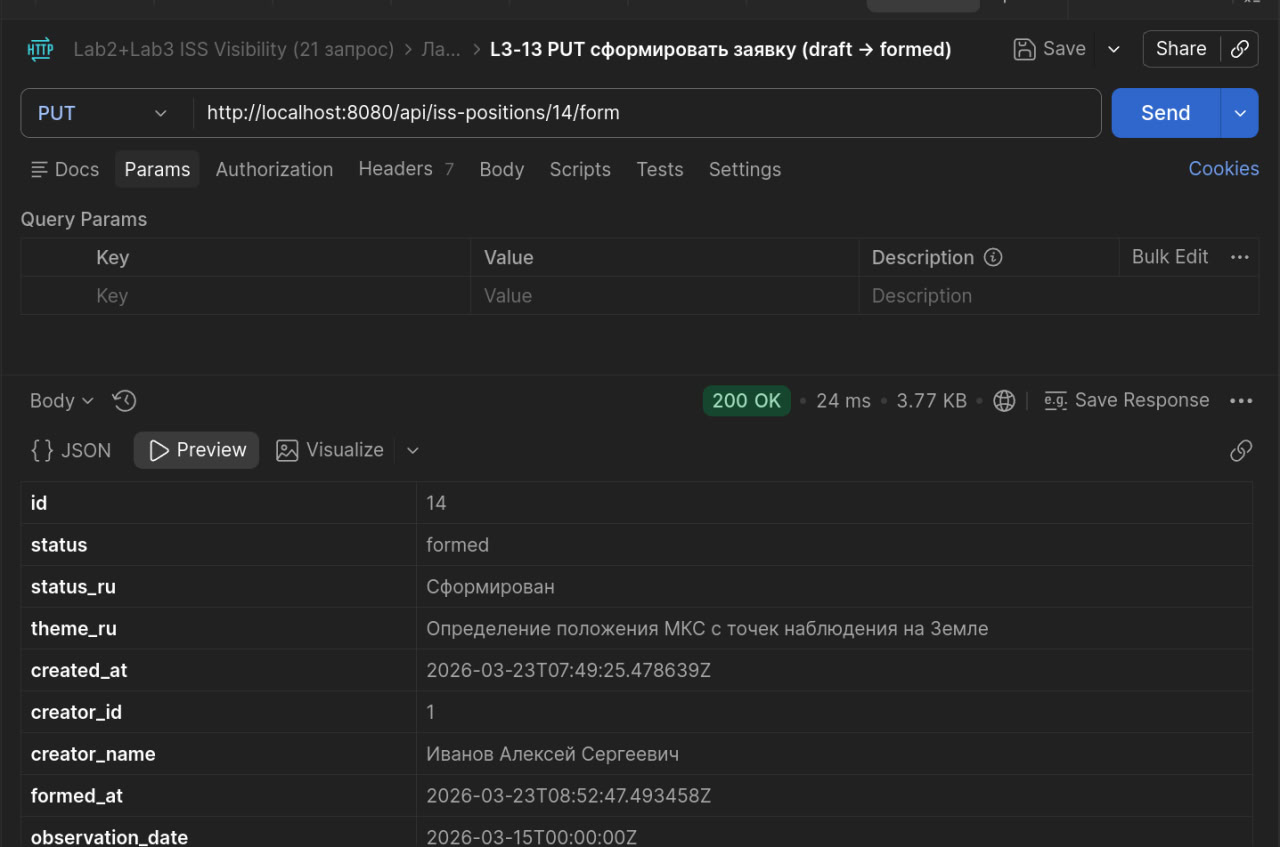 HTTP Lab2+Lab3 ISS Visibility (21 запрос) > Ла... > L3-13 PUT сформировать заявку (draft → formed) Save Share
PUT http://localhost:8080/api/iss-positions/14/form Send
Docs Params Authorization Headers 7 Body Scripts Tests Settings Cookies
Query Params
Key Value Description Bulk Edit
Key Value Description
Body 200 OK • 24 ms • 3.77 KB • e.g. Save Response
{} JSON Preview Visualize
id 14
status formed
status_ru Сформирован
theme_ru Определение положения МКС с точек наблюдения на Земле
created_at 2026-03-23T07:49:25.478639Z
creator_id 1
creator_name Иванов Алексей Сергеевич
formed_at 2026-03-23T08:52:47.493458Z
observation_date 2026-03-15T00:00:00Z